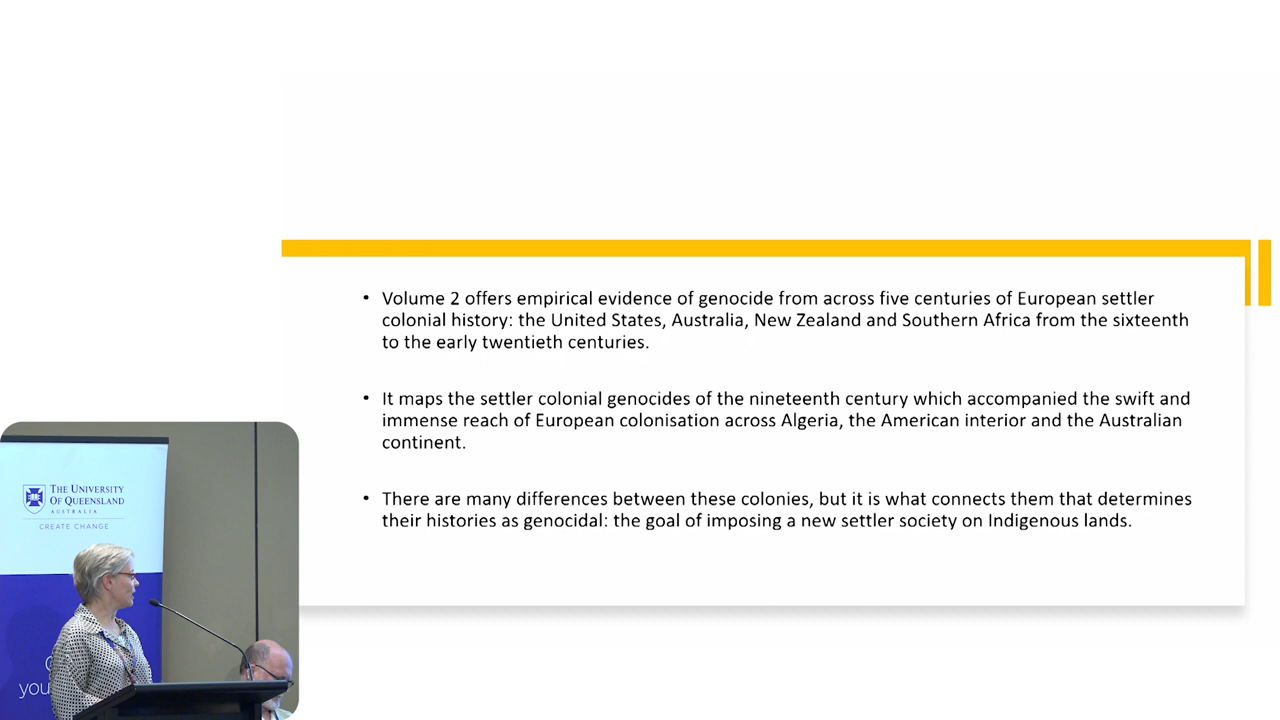 • Volume 2 offers empirical evidence of genocide from across five centuries of European settler
colonial history: the United States, Australia, New Zealand and Southern Africa from the sixteenth
to the early twentieth centuries.
• It maps the settler colonial genocides of the nineteenth century which accompanied the swift and
immense reach of European colonisation across Algeria, the American interior and the Australian
continent.
• There are many differences between these colonies, but it is what connects them that determines
their histories as genocidal: the goal of imposing a new settler society on Indigenous lands.
THE UNIVERSITY
OF QUEENSLAND
AUSTRALIA
CREATE CHANGE
you